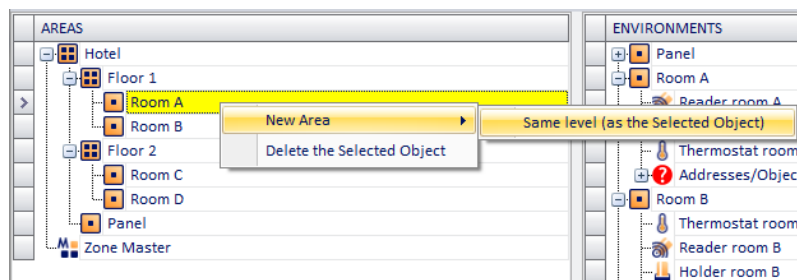 AREAS
Hotel
Floor 1
Room A
Room B
Floor 2
Room C
Room D
Panel
Zone Master
New Area
Delete the Selected Object
Same level (as the Selected Object)
ENVIRONMENTS
Panel
Room A
Reader room A
Thermostat room
Addresses/Objec
Room B
Thermostat room
Reader room B
Holder room B